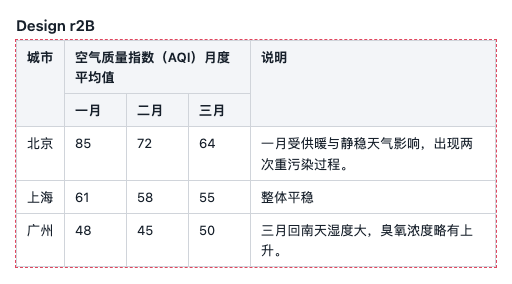 Design r2B
城市
空气质量指数（AQI）月度
平均值
说明
一月
二月
三月
北京
85
72
64
一月受供暖与静稳天气影响，出现两
次重污染过程。
上海
61
58
55
整体平稳
广州
48
45
50
三月回南天湿度大，臭氧浓度略有上
升。